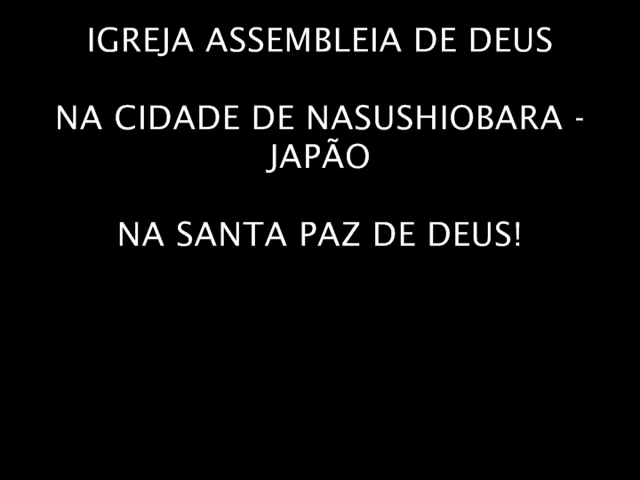 IGREJA ASSEMBLEIA DE DEUS
NA CIDADE DE NASUSHIOBARA -
JAPÃO
NA SANTA PAZ DE DEUS!